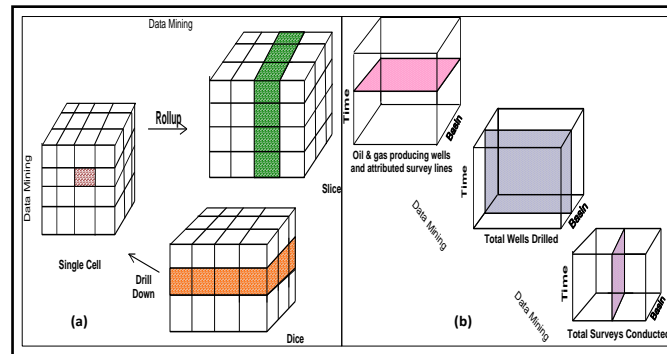 Data Mining
Rollup
Data Mining
Slice
Single Cell
Drill
Down
(a)
Dice
Time
Basin
Oil & gas producing wells
and attributed survey lines
Data Mining
Time
Basin
Total Wells Drilled
Data Mining
Time
Basin
(b)
Total Surveys Conducted